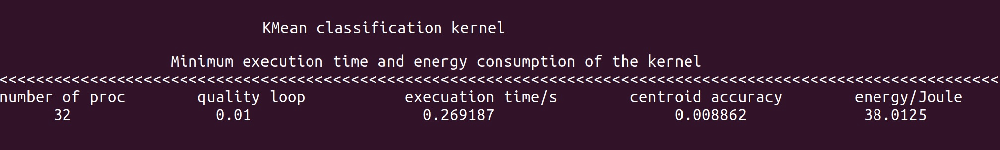 KMean classification kernel
Minimum execution time and energy consumption of the kernel
<<<<<<<<<<<<<<<<<<<<<<<<<<<<<<<<<<<<<<<<<<<<<<<<<<<<<<<<<<<<<<<<<<<<<<<<<<<<<<<<<<<<<<<<<<<<<<<<<<<<<<<<<<<<<<<
number of proc quality loop execuation time/s centroid accuracy energy/Joule
32 0.01 0.269187 0.008862 38.0125